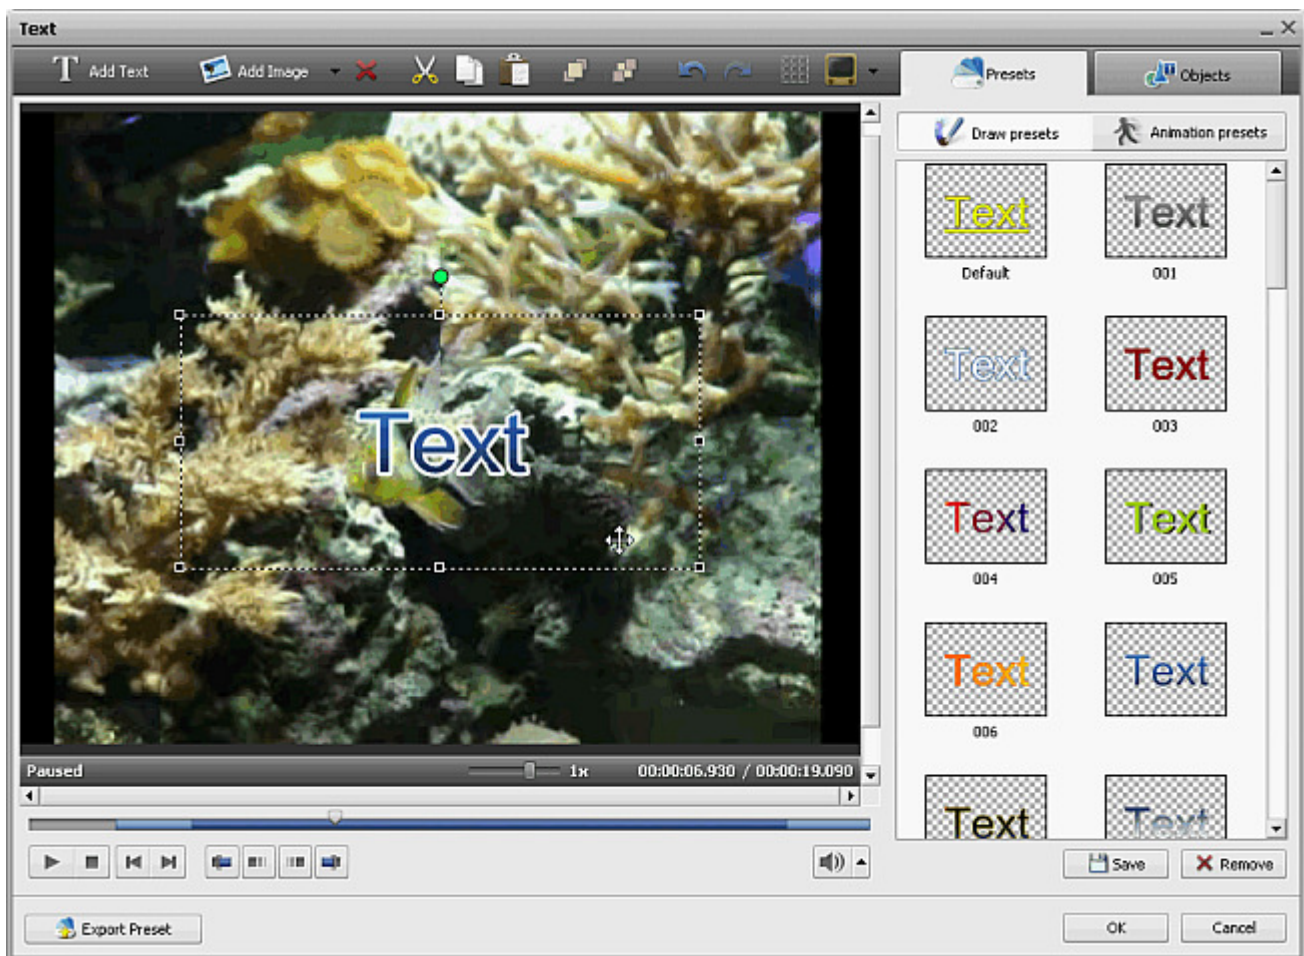 Text
Add Text
Add Image
Presets
Objects
Draw presets
Animation presets
Text
Text
Default
001
Text
Text
002
003
Text
Text
Text
004
005
Text
Text
006
Text
Text
Paused
1x
00:00:06.930 / 00:00:19.090
Save
Remove
Export Preset
OK
Cancel